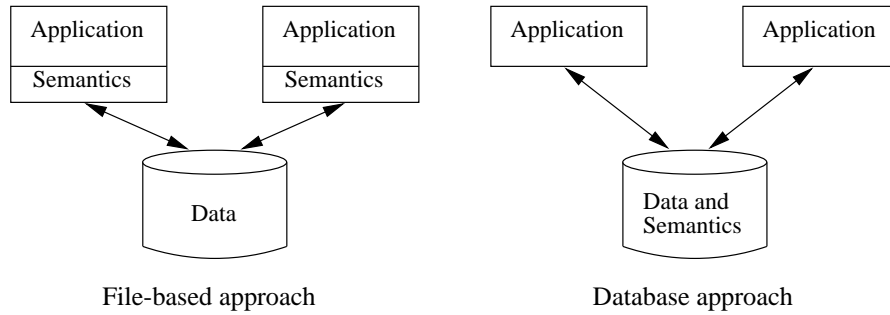 Application
Semantics
Application
Semantics
Data
File-based approach
Application
Application
Data and
Semantics
Database approach